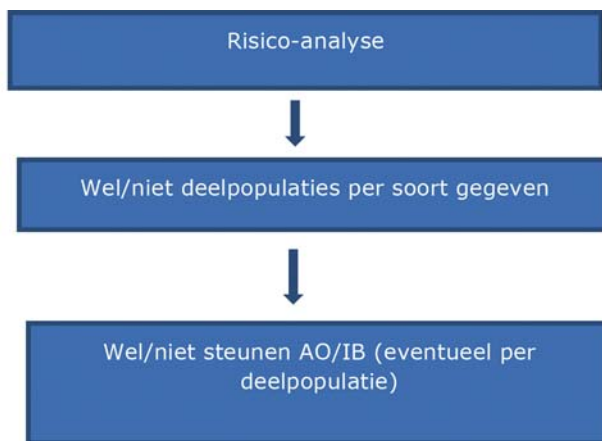 Risico-analyse
Wel/niet deelpopulaties per soort gegeven
Wel/niet steunen AO/IB (eventueel per
deelpopulatie)